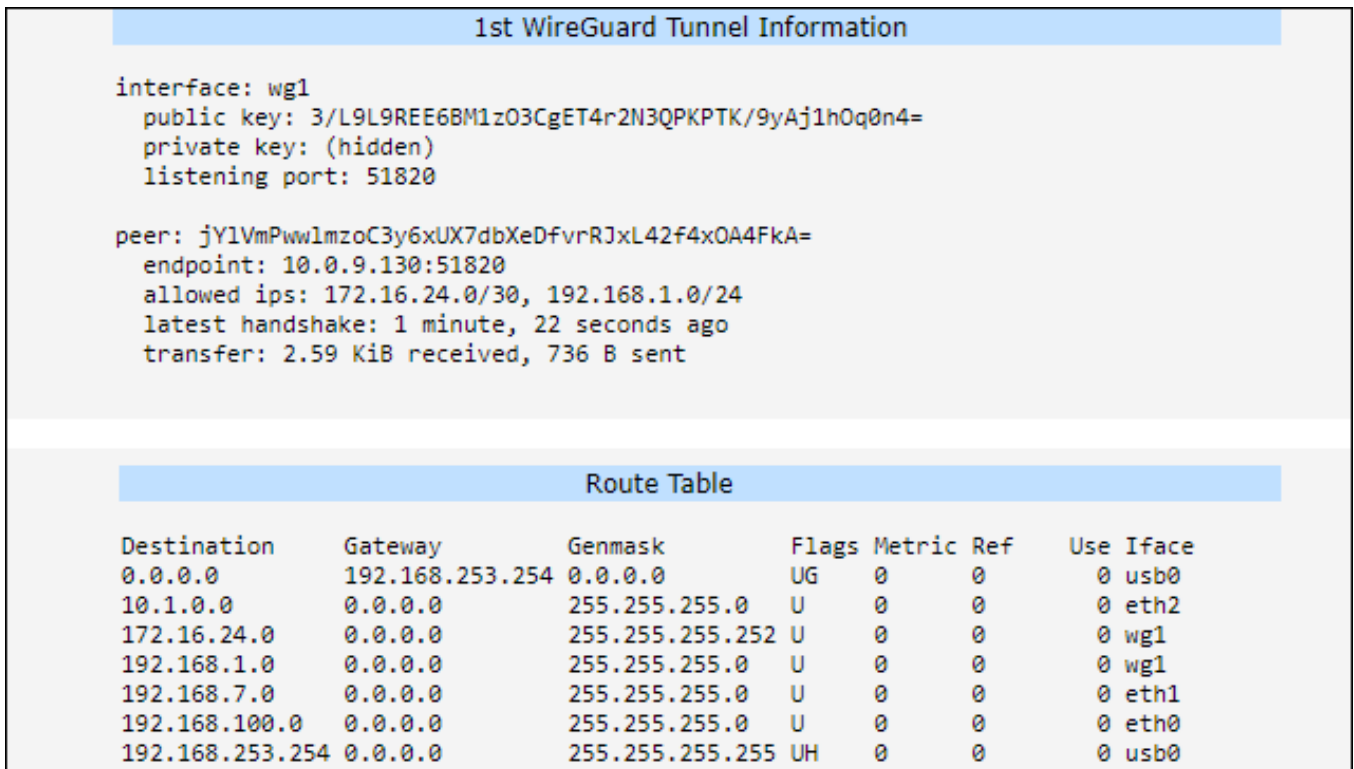 1st WireGuard Tunnel Information
interface: wg1
public key: 3/L9L9REE6BM1zO3CgET4r2N3QPKPTK/9yAj1hOq0n4=
private key: (hidden)
listening port: 51820
peer: jYlVmPwwlmzoC3y6xUX7dbXeDfvrRJxL42f4xOA4FkA=
endpoint: 10.0.9.130:51820
allowed ips: 172.16.24.0/30, 192.168.1.0/24
latest handshake: 1 minute, 22 seconds ago
transfer: 2.59 KiB received, 736 B sent
Route Table
Destination Gateway Genmask Flags Metric Ref Use Iface
0.0.0.0 192.168.253.254 0.0.0.0 UG 0 0 0 usb0
10.1.0.0 0.0.0.0 255.255.255.0 U 0 0 0 eth2
172.16.24.0 0.0.0.0 255.255.255.252 U 0 0 0 wg1
192.168.1.0 0.0.0.0 255.255.255.0 U 0 0 0 wg1
192.168.7.0 0.0.0.0 255.255.255.0 U 0 0 0 eth1
192.168.100.0 0.0.0.0 255.255.255.0 U 0 0 0 eth0
192.168.253.254 0.0.0.0 255.255.255.255 UH 0 0 0 usb0